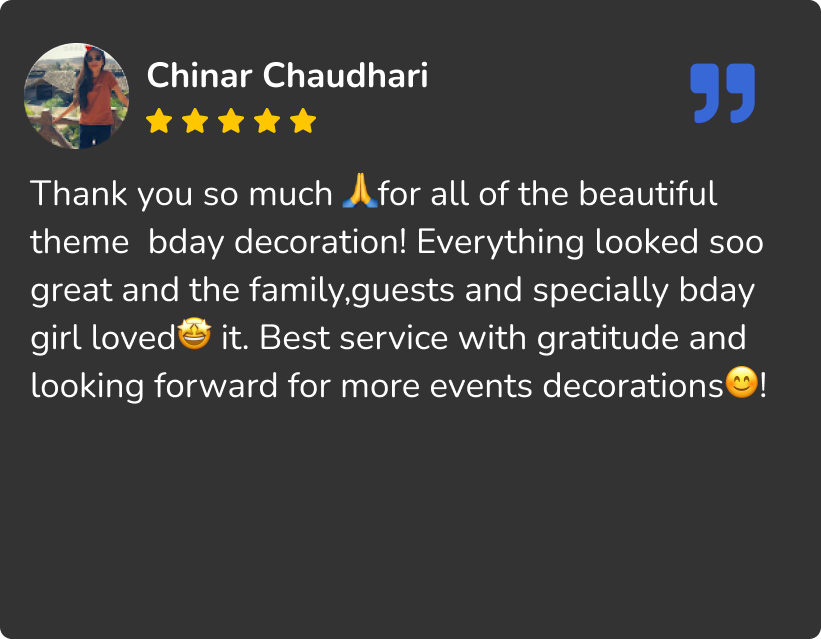 Chinar Chaudhari
Thank you so much 🙏for all of the beautiful
theme  bday decoration! Everything looked soo
great and the family,guests and specially bday
girl loved🤩 it. Best service with gratitude and
looking forward for more events decorations😊!